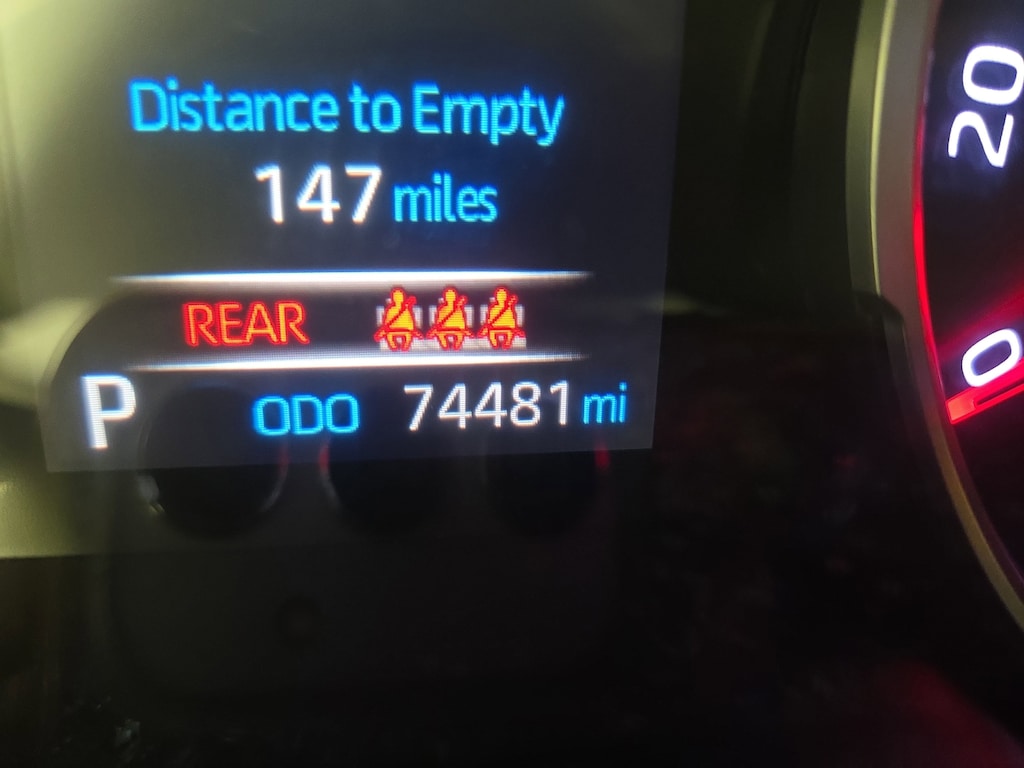 Distance to Empty
147 miles
REAR
P ODO 74481 mi
20
0